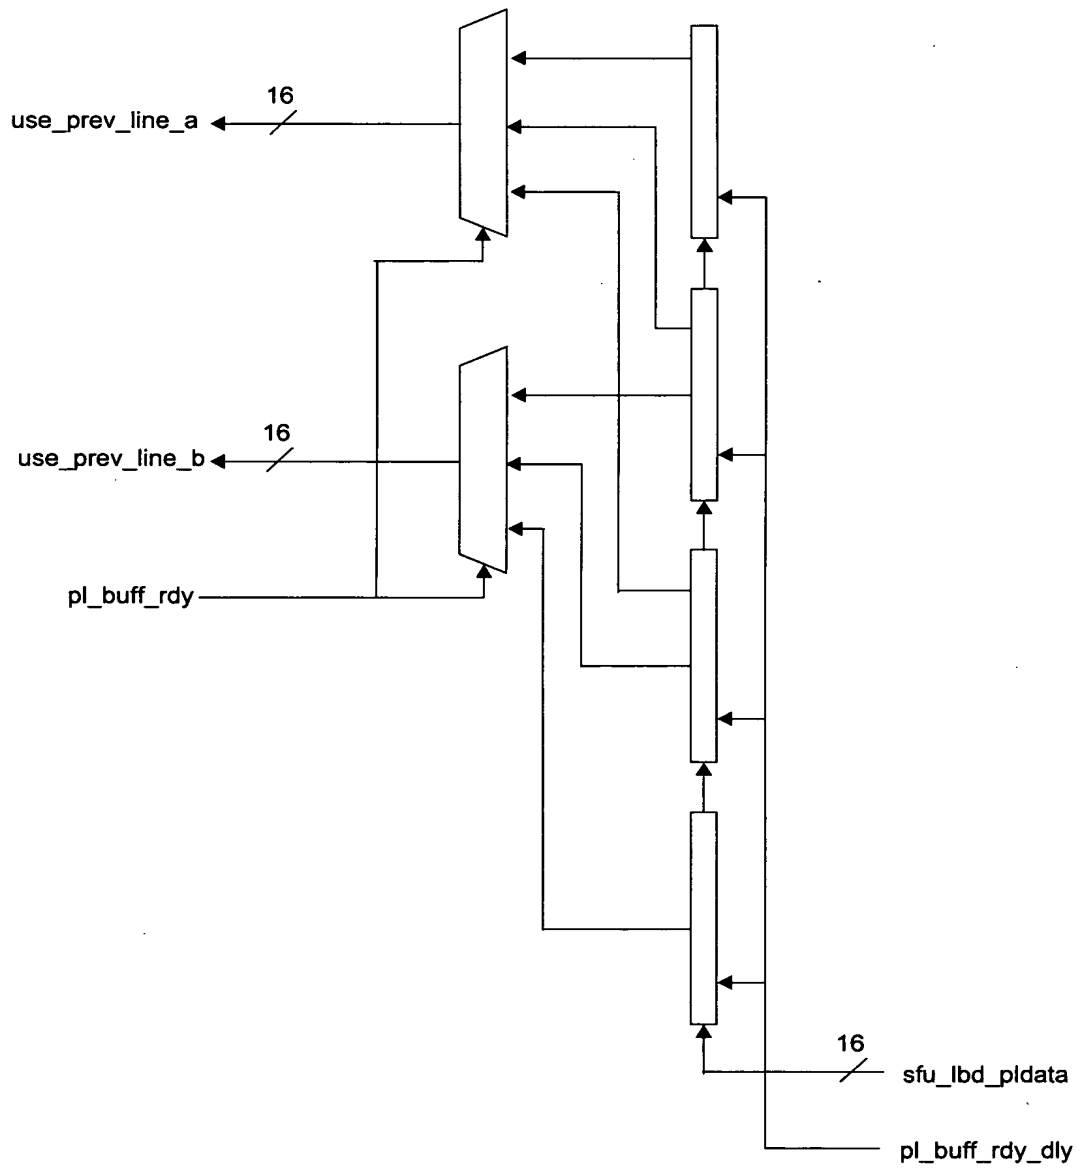 16
use_prev_line_a
16
use_prev_line_b
pl_buff_rdy
16
sfu_lbd_pldata
pl_buff_rdy_dly